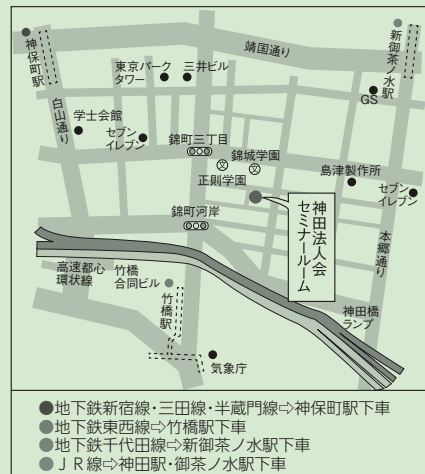 神保町駅
靖国通り
新御茶ノ水駅
東京パークタワー
三井ビル
白山通り
学士会館
セブンイレブン
GS
錦町三丁目
文
錦城学園
文
正則学園
島津製作所
セブンイレブン
錦町河岸
神田法人会
セミナールーム
本郷通り
高速都心
環状線
竹橋
合同ビル
竹橋駅
神田橋
ランプ
気象庁
●地下鉄新宿線・三田線・半蔵門線⇨神保町駅下車
●地下鉄東西線⇨竹橋駅下車
●地下鉄千代田線⇨新御茶ノ水駅下車
●ＪＲ線⇨神田駅・御茶ノ水駅下車